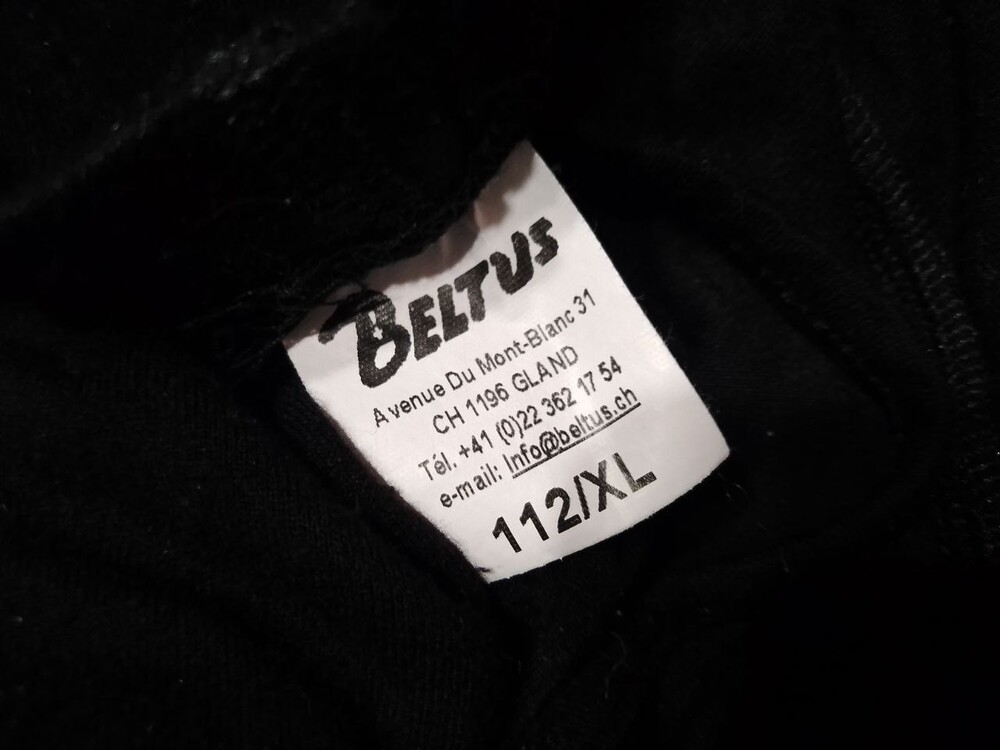 BELTUS
Avenue Du Mont-Blanc 31
CH 1196 GLAND
Tél. +41 (0)22 362 17 54
e-mail: Info@beltus.ch
112/XL